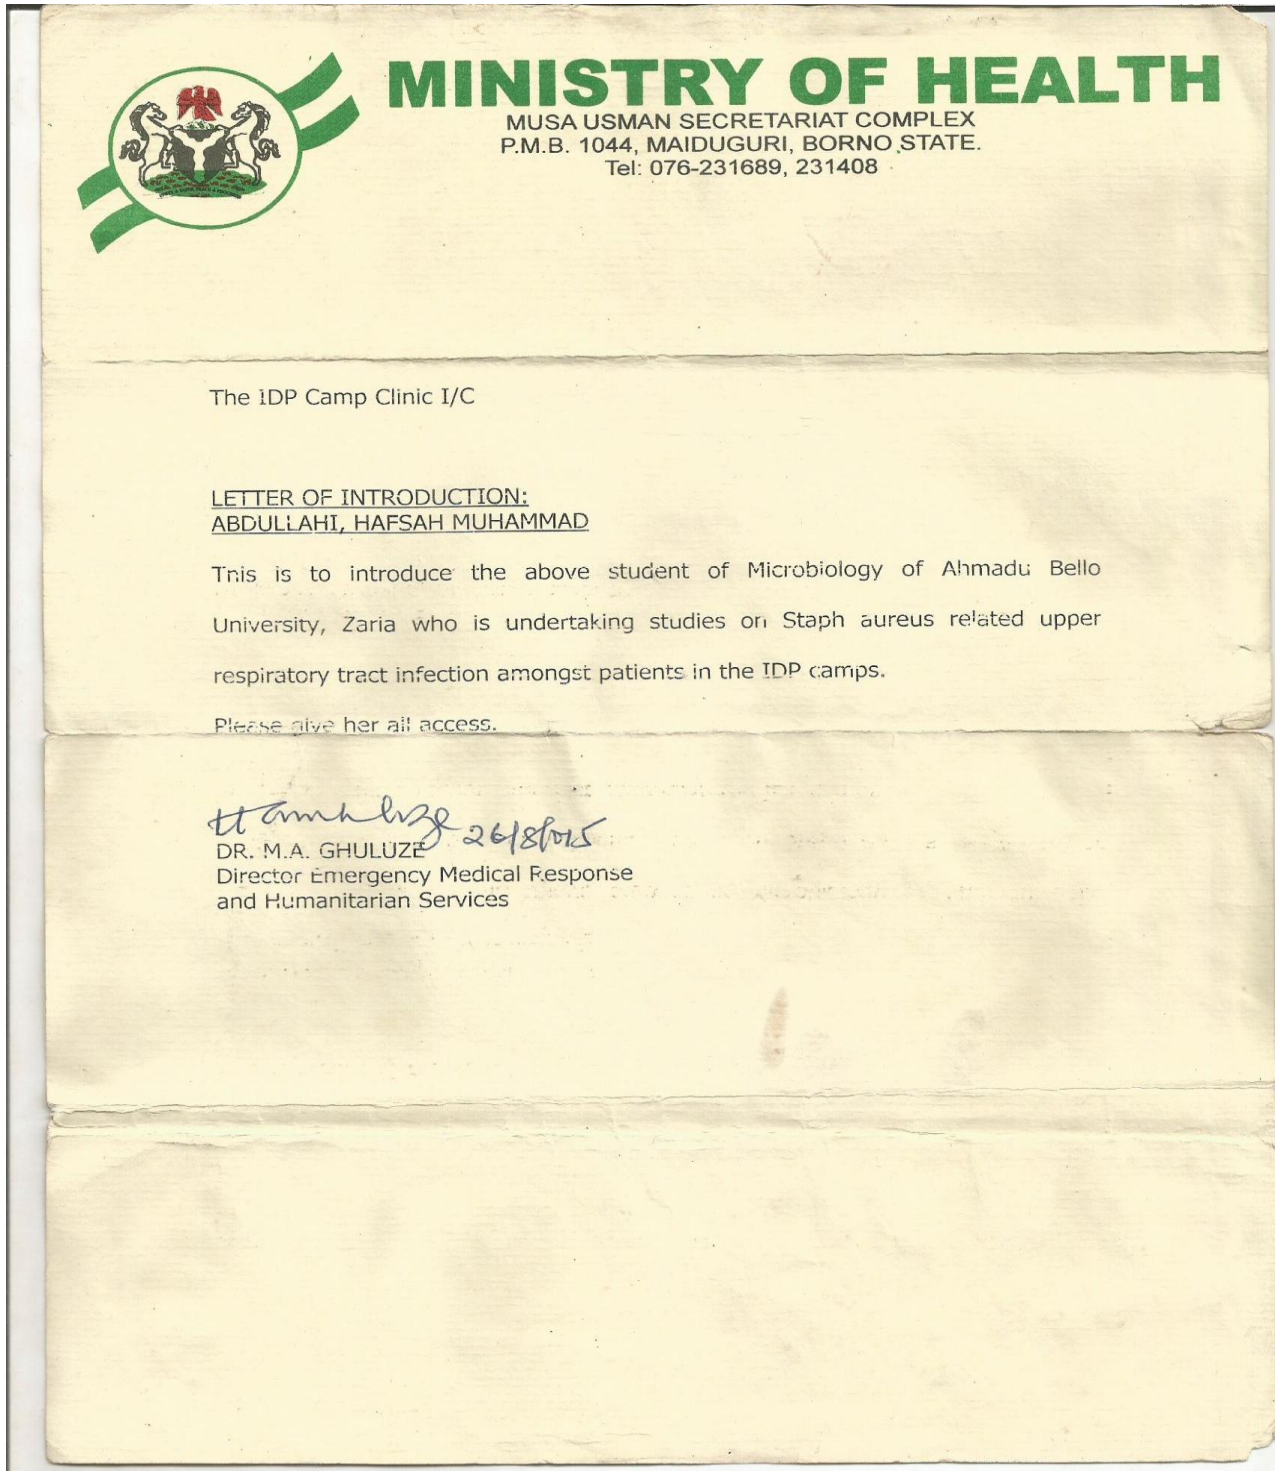 MINISTRY OF HEALTH
MUSA USMAN SECRETARIAT COMPLEX
P.M.B. 1044, MAIDUGURI, BORNO STATE.
Tel: 076-231689, 231408
The IDP Camp Clinic I/C
LETTER OF INTRODUCTION:
ABDULLAHI, HAFSAH MUHAMMAD
This is to introduce the above student of Microbiology of Ahmadu Bello
University, Zaria who is undertaking studies on Staph aureus related upper
respiratory tract infection amongst patients in the IDP camps.
Please give her all access.
26/8/015
DR. M.A. GHULUZE
Director Emergency Medical Response
and Humanitarian Services